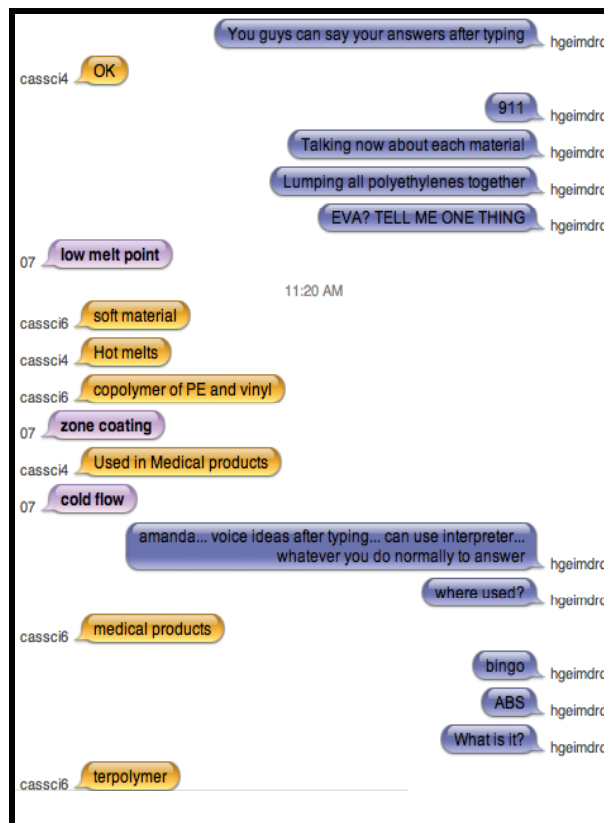 You guys can say your answers after typing
hgeimdrc
cassci4 OK
911 hgeimdrc
Talking now about each material hgeimdrc
Lumping all polyethylenes together hgeimdrc
EVA? TELL ME ONE THING hgeimdrc
07 low melt point
11:20 AM
cassci6 soft material
cassci4 Hot melts
cassci6 copolymer of PE and vinyl
07 zone coating
cassci4 Used in Medical products
07 cold flow
amanda... voice ideas after typing... can use interpreter...
whatever you do normally to answer hgeimdrc
where used? hgeimdrc
cassci6 medical products
bingo hgeimdrc
ABS hgeimdrc
What is it? hgeimdrc
cassci6 terpolymer